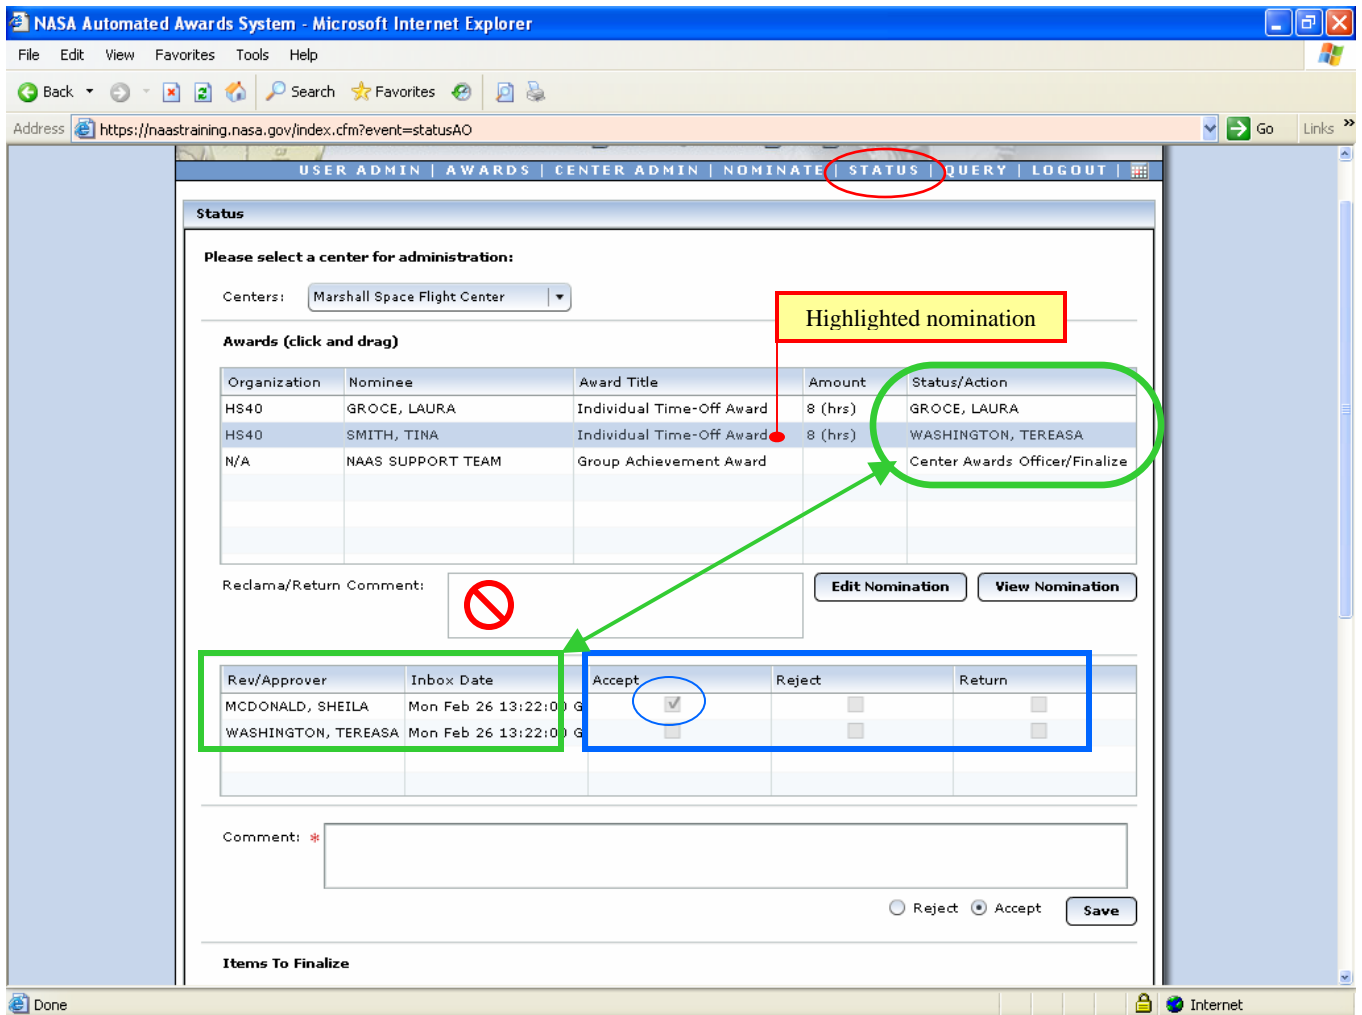 NASA Automated Awards System - Microsoft Internet Explorer
File Edit View Favorites Tools Help
Back Search Favorites
Address https://naastraining.nasa.gov/index.cfm?event=statusAO Go Links »
USER ADMIN | AWARDS | CENTER ADMIN | NOMINATE | STATUS | QUERY | LOGOUT |
Status
Please select a center for administration:
Centers: Marshall Space Flight Center
Highlighted nomination
Awards (click and drag)
Organization Nominee Award Title Amount Status/Action
HS40 GROCE, LAURA Individual Time-Off Award 8 (hrs) GROCE, LAURA
HS40 SMITH, TINA Individual Time-Off Award 8 (hrs) WASHINGTON, TEREASA
N/A NAAS SUPPORT TEAM Group Achievement Award Center Awards Officer/Finalize
Reclama/Return Comment: Edit Nomination View Nomination
Rev/Approver Inbox Date Accept Reject Return
MCDONALD, SHEILA Mon Feb 26 13:22:00 G
WASHINGTON, TEREASA Mon Feb 26 13:22:00 G
Comment: *
Reject Accept Save
Items To Finalize
Done Internet